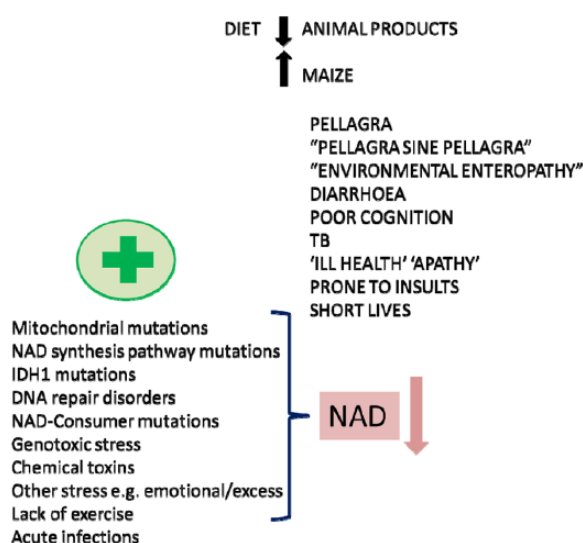 DIET ANIMAL PRODUCTS
MAIZE
PELLAGRA
"PELLAGRA SINE PELLAGRA"
"ENVIRONMENTAL ENTEROPATHY"
DIARRHOEA
POOR COGNITION
TB
'ILL HEALTH' 'APATHY'
PRONE TO INSULTS
SHORT LIVES
Mitochondrial mutations
NAD synthesis pathway mutations
IDH1 mutations
DNA repair disorders
NAD-Consumer mutations
Genotoxic stress
Chemical toxins
Other stress e.g. emotional/excess
Lack of exercise
Acute infections
NAD